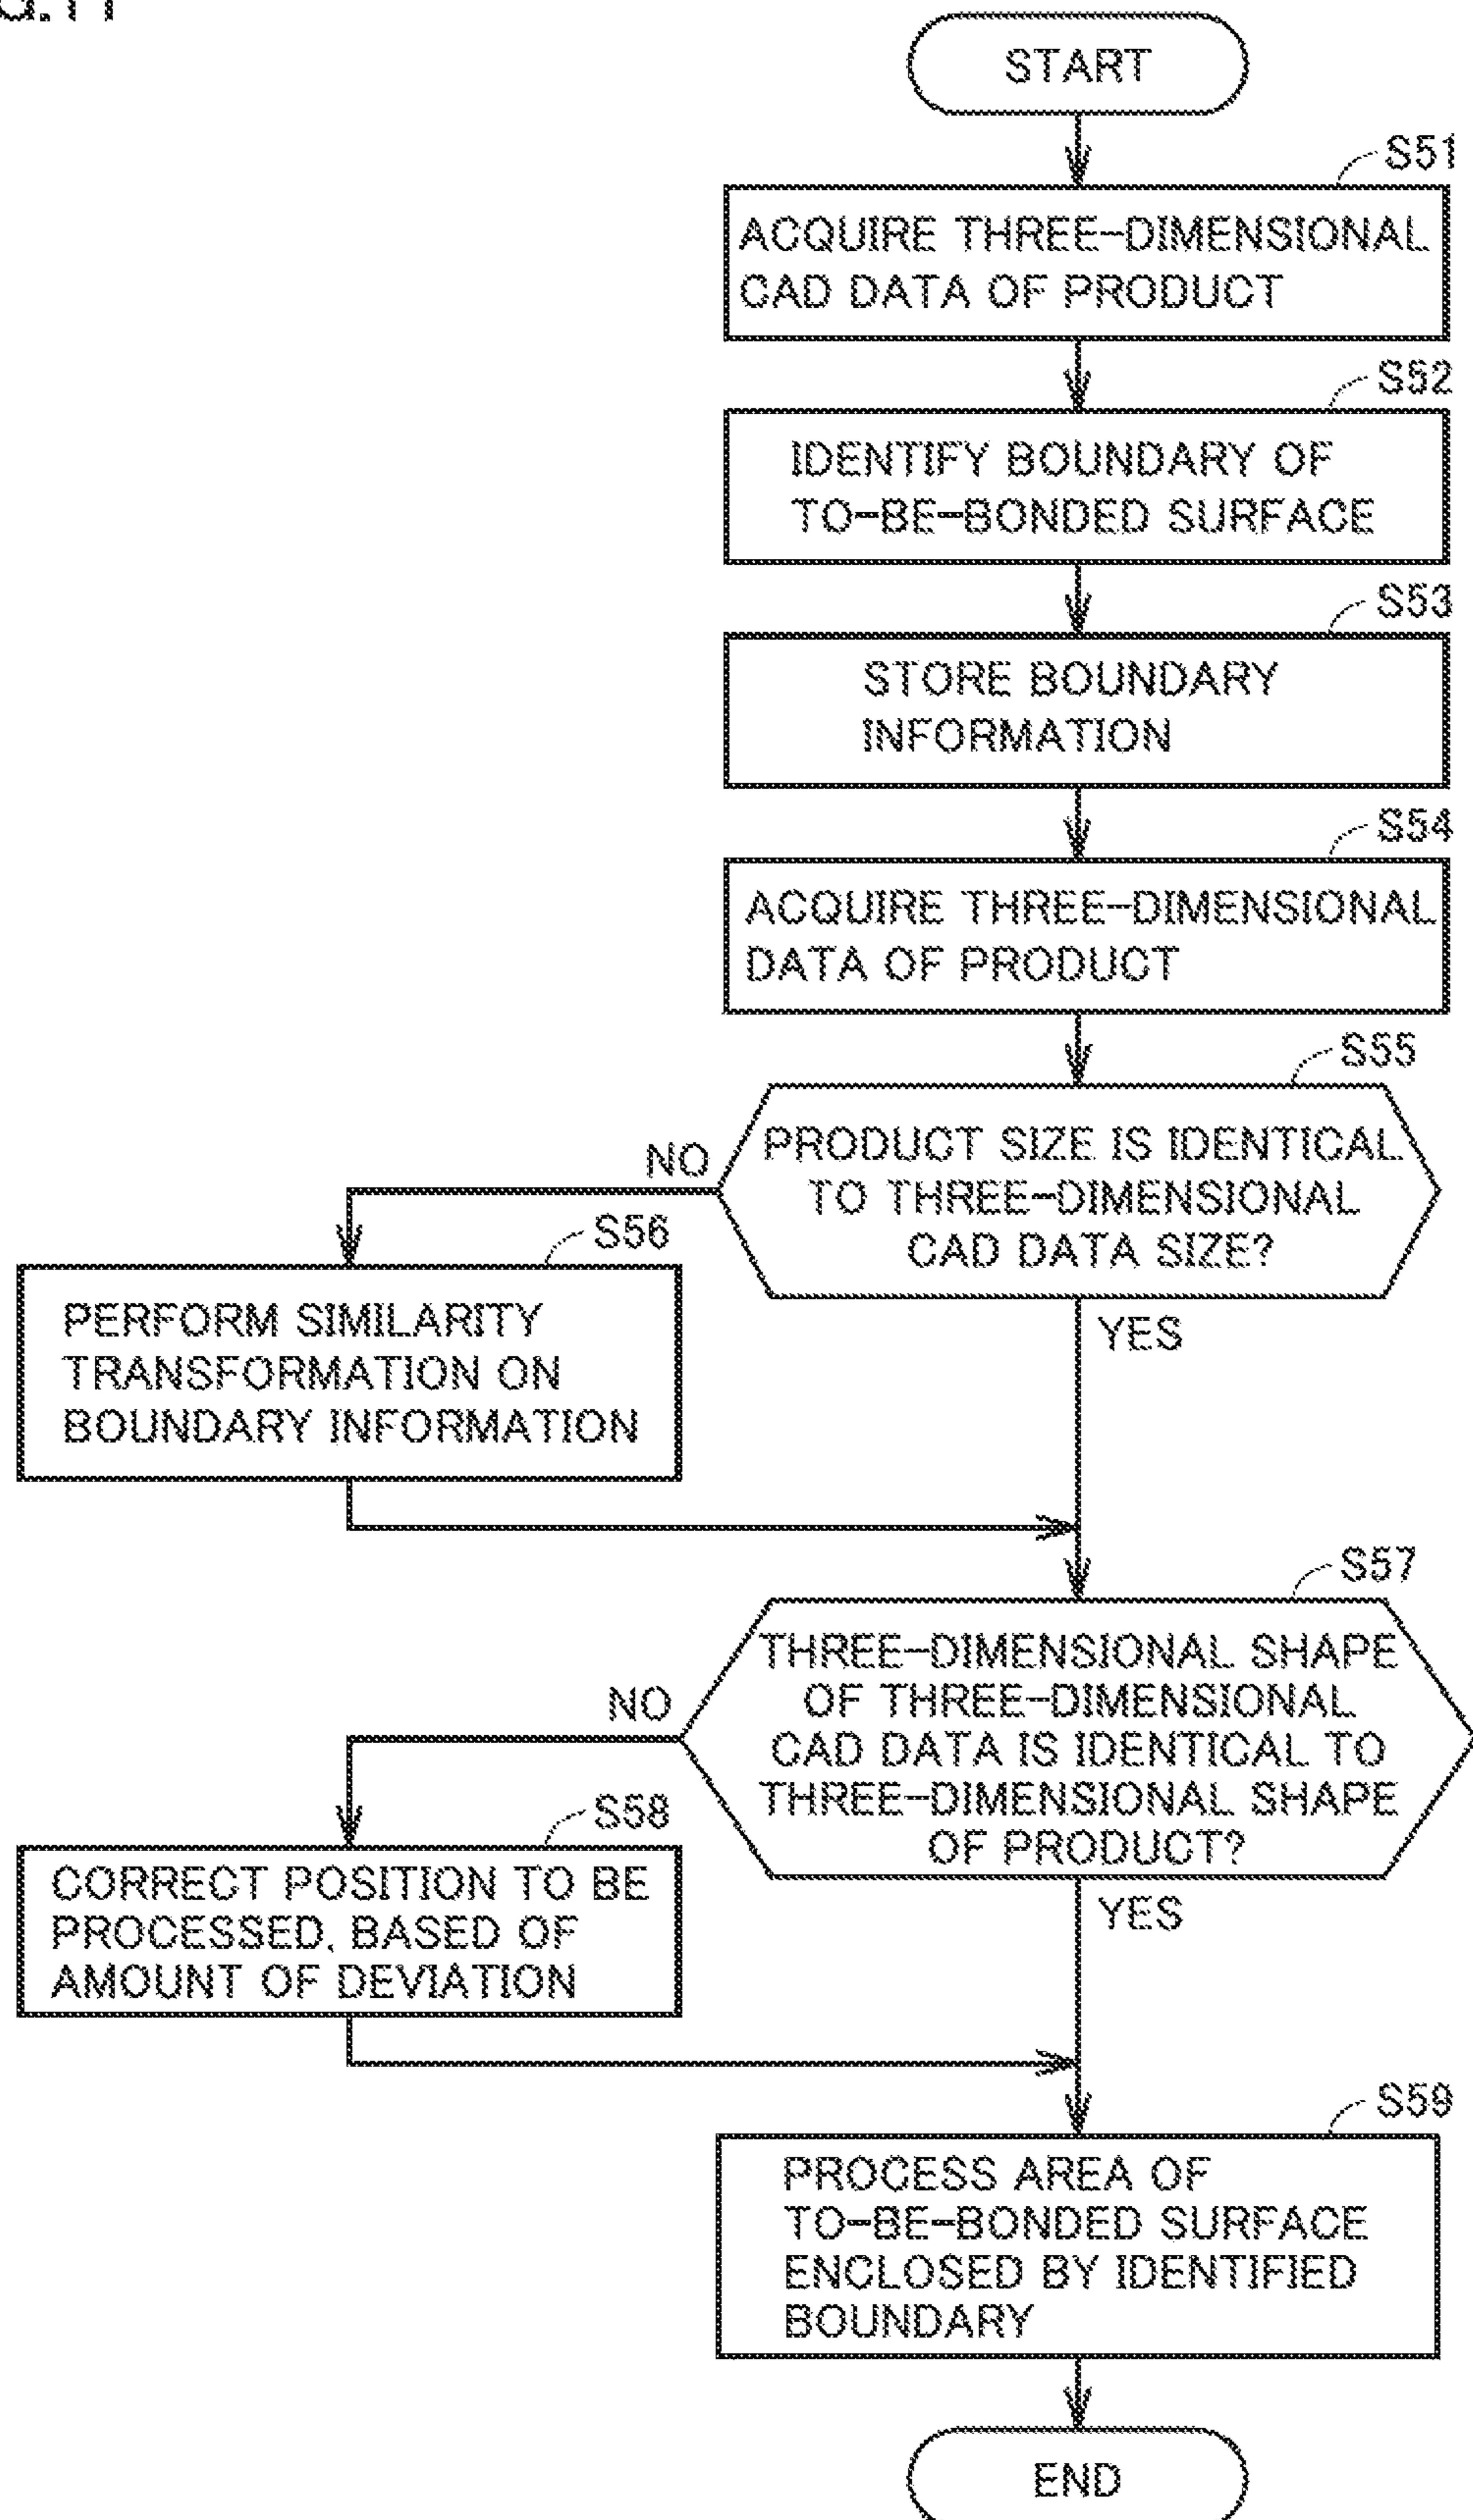 START
S51
ACQUIRE THREE-DIMENSIONAL
CAD DATA OF PRODUCT
S52
IDENTIFY BOUNDARY OF
TO-BE-BONDED SURFACE
S53
STORE BOUNDARY
INFORMATION
S54
ACQUIRE THREE-DIMENSIONAL
DATA OF PRODUCT
S55
PRODUCT SIZE IS IDENTICAL
TO THREE-DIMENSIONAL
CAD DATA SIZE?
NO
YES
S56
PERFORM SIMILARITY
TRANSFORMATION ON
BOUNDARY INFORMATION
S57
THREE-DIMENSIONAL SHAPE
OF THREE-DIMENSIONAL
CAD DATA IS IDENTICAL TO
THREE-DIMENSIONAL SHAPE
OF PRODUCT?
NO
YES
S58
CORRECT POSITION TO BE
PROCESSED, BASED OF
AMOUNT OF DEVIATION
S59
PROCESS AREA OF
TO-BE-BONDED SURFACE
ENCLOSED BY IDENTIFIED
BOUNDARY
END